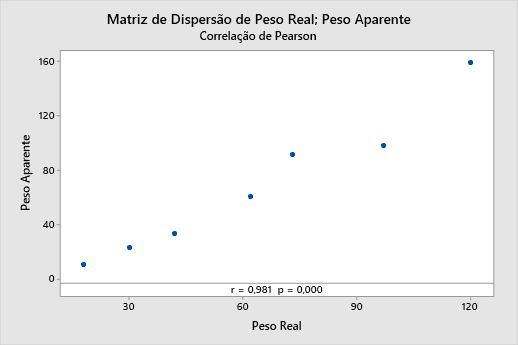 Matriz de Dispersão de Peso Real; Peso Aparente
Correlação de Pearson
160
120
80
40
0
Peso Aparente
r = 0,981 p = 0,000
30
60
90
120
Peso Real